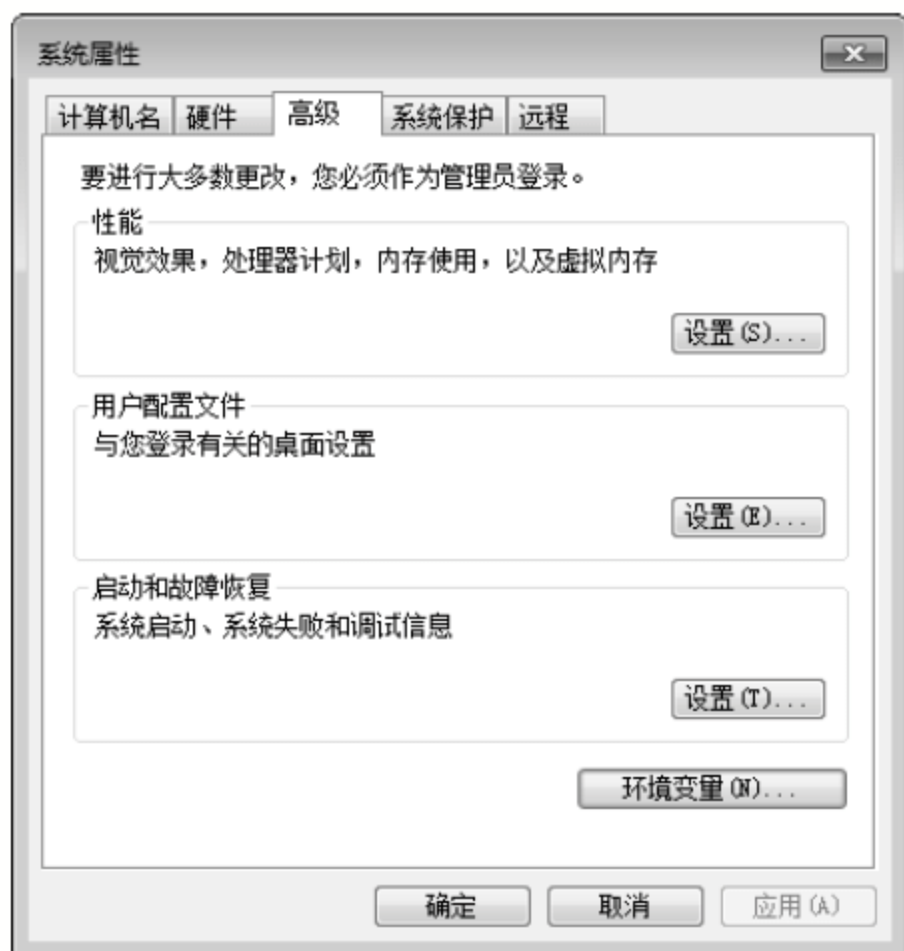 系统属性
计算机名 硬件 高级 系统保护 远程
要进行大多数更改，您必须作为管理员登录。
性能
视觉效果，处理器计划，内存使用，以及虚拟内存
设置(S)...
用户配置文件
与您登录有关的桌面设置
设置(E)...
启动和故障恢复
系统启动、系统失败和调试信息
设置(T)...
环境变量(N)...
确定 取消 应用(A)